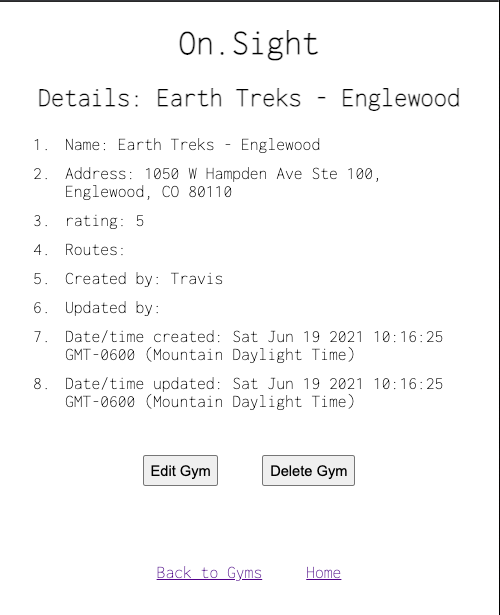 On.Sight
Details: Earth Treks - Englewood
1. Name: Earth Treks - Englewood
2. Address: 1050 W Hampden Ave Ste 100,
Englewood, CO 80110
3. rating: 5
4. Routes:
5. Created by: Travis
6. Updated by:
7. Date/time created: Sat Jun 19 2021 10:16:25
GMT-0600 (Mountain Daylight Time)
8. Date/time updated: Sat Jun 19 2021 10:16:25
GMT-0600 (Mountain Daylight Time)
Edit Gym Delete Gym
Back to Gyms Home